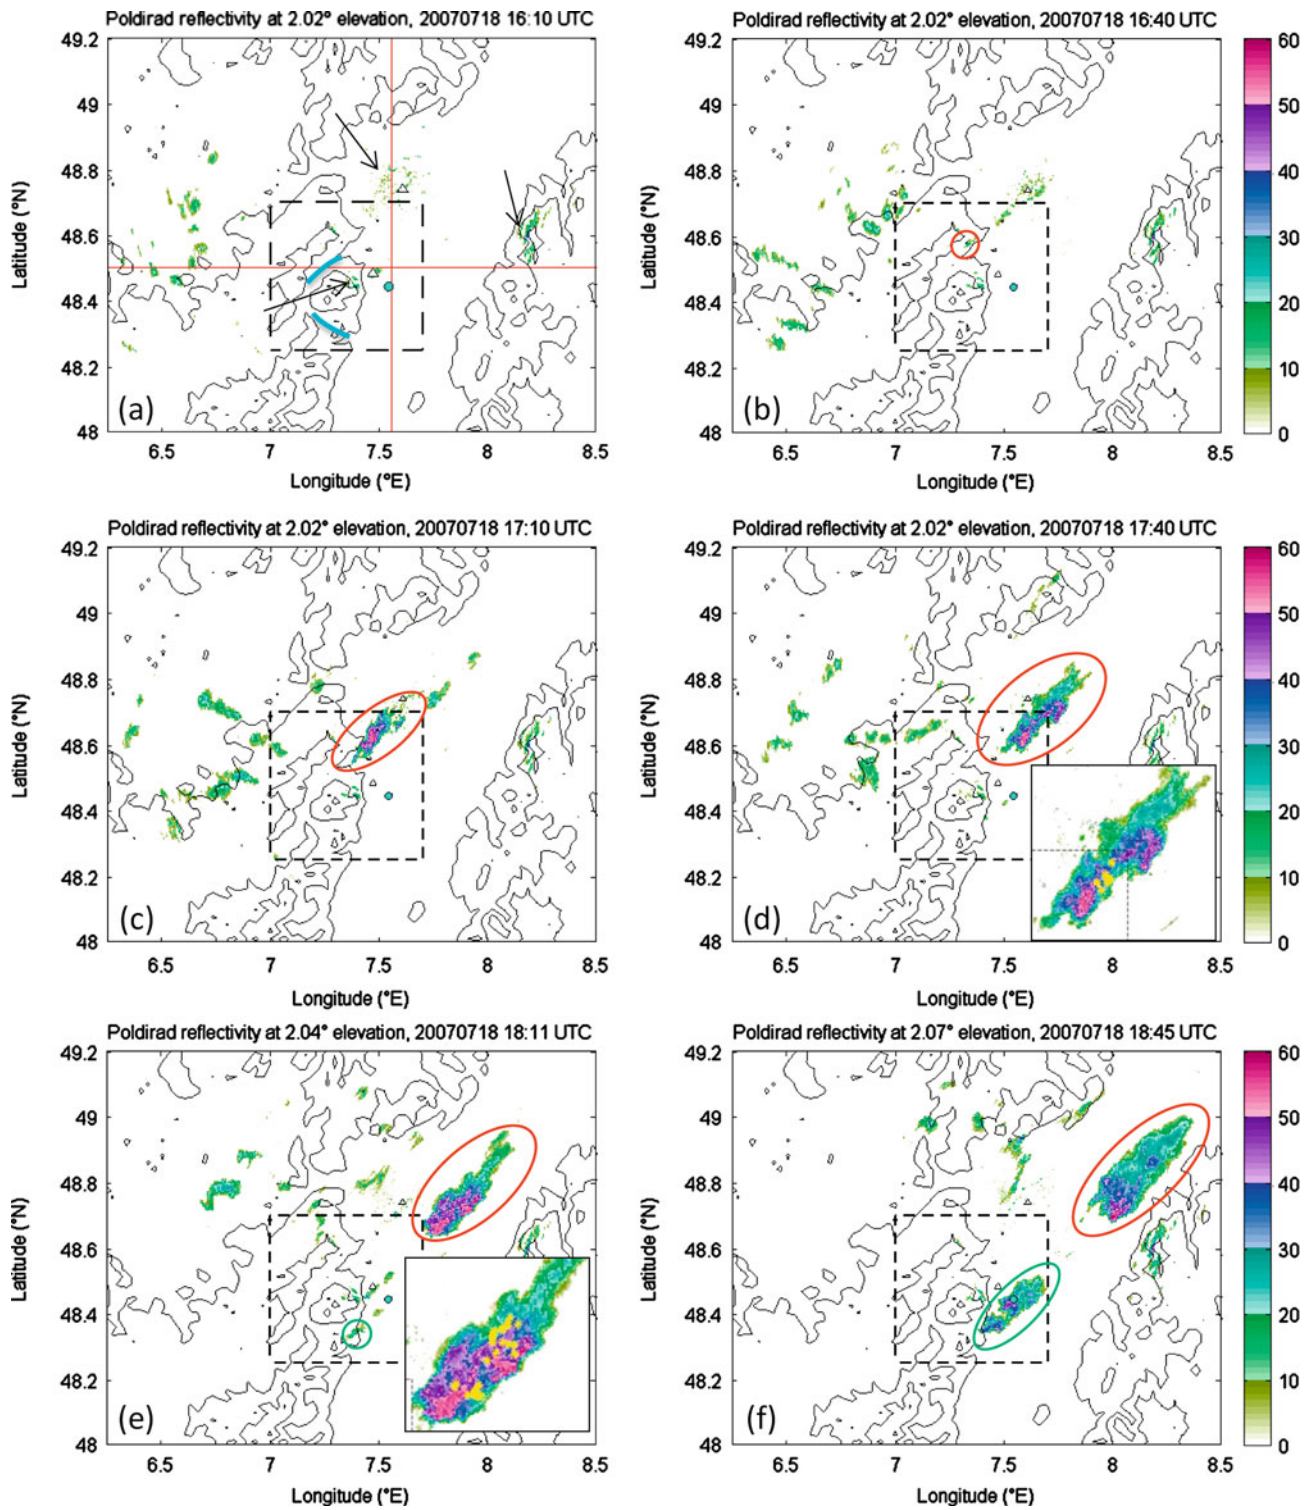 Poldirad reflectivity at 2.02° elevation, 20070718 16:10 UTC
49.2
49
48.8
48.6
48.4
48.2
48
Latitude (°N)
(a)
6.5 7 7.5 8 8.5
Longitude (°E)
Poldirad reflectivity at 2.02° elevation, 20070718 16:40 UTC
49.2
49
48.8
48.6
48.4
48.2
48
Latitude (°N)
(b)
6.5 7 7.5 8 8.5
Longitude (°E)
60
50
40
30
20
10
0
Poldirad reflectivity at 2.02° elevation, 20070718 17:10 UTC
49.2
49
48.8
48.6
48.4
48.2
48
Latitude (°N)
(c)
6.5 7 7.5 8 8.5
Longitude (°E)
Poldirad reflectivity at 2.02° elevation, 20070718 17:40 UTC
49.2
49
48.8
48.6
48.4
48.2
48
Latitude (°N)
(d)
6.5 7 7.5 8 8.5
Longitude (°E)
60
50
40
30
20
10
0
Poldirad reflectivity at 2.04° elevation, 20070718 18:11 UTC
49.2
49
48.8
48.6
48.4
48.2
48
Latitude (°N)
(e)
6.5 7 7.5 8 8.5
Longitude (°E)
Poldirad reflectivity at 2.07° elevation, 20070718 18:45 UTC
49.2
49
48.8
48.6
48.4
48.2
48
Latitude (°N)
(f)
6.5 7 7.5 8 8.5
Longitude (°E)
60
50
40
30
20
10
0